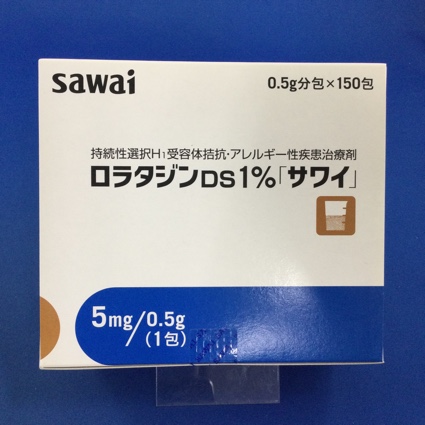 sawai
0.5g分包×150包
持続性選択H1受容体拮抗・アレルギー性疾患治療剤
ロラタジンDS1%「サワイ」
5mg/0.5g
(1包)